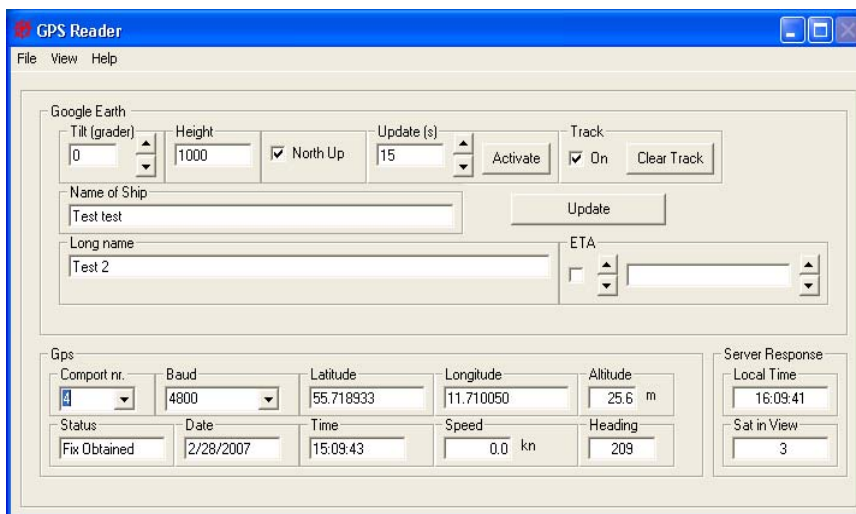 GPS Reader
File View Help
Google Earth
Tilt (grader) Height Update (s) Track
0 1000 North Up 15 Activate On Clear Track
Name of Ship
Test test Update
Long name ETA
Test 2
Gps Server Response
Comport nr. Baud Latitude Longitude Altitude Local Time
4 4800 55.718933 11.710050 25.6 m 16:09:41
Status Date Time Speed Heading Sat in View
Fix Obtained 2/28/2007 15:09:43 0.0 kn 209 3